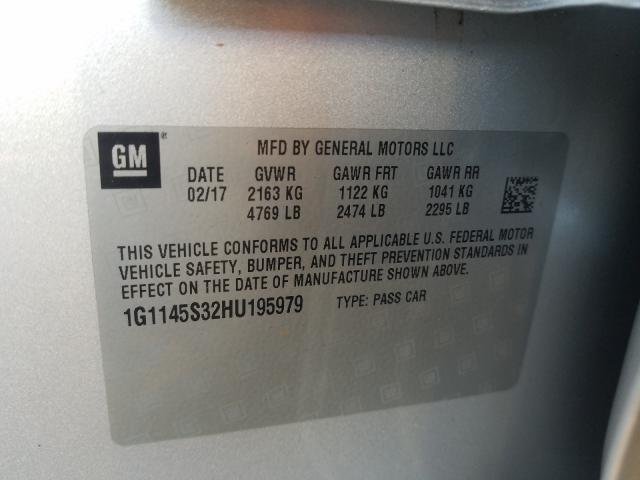 GM
MFD BY GENERAL MOTORS LLC
DATE GVWR GAWR FRT GAWR RR
02/17 2163 KG 1122 KG 1041 KG
4769 LB 2474 LB 2295 LB
THIS VEHICLE CONFORMS TO ALL APPLICABLE U.S. FEDERAL MOTOR
VEHICLE SAFETY, BUMPER, AND THEFT PREVENTION STANDARDS IN
EFFECT ON THE DATE OF MANUFACTURE SHOWN ABOVE.
1G1145S32HU195979 TYPE: PASS CAR